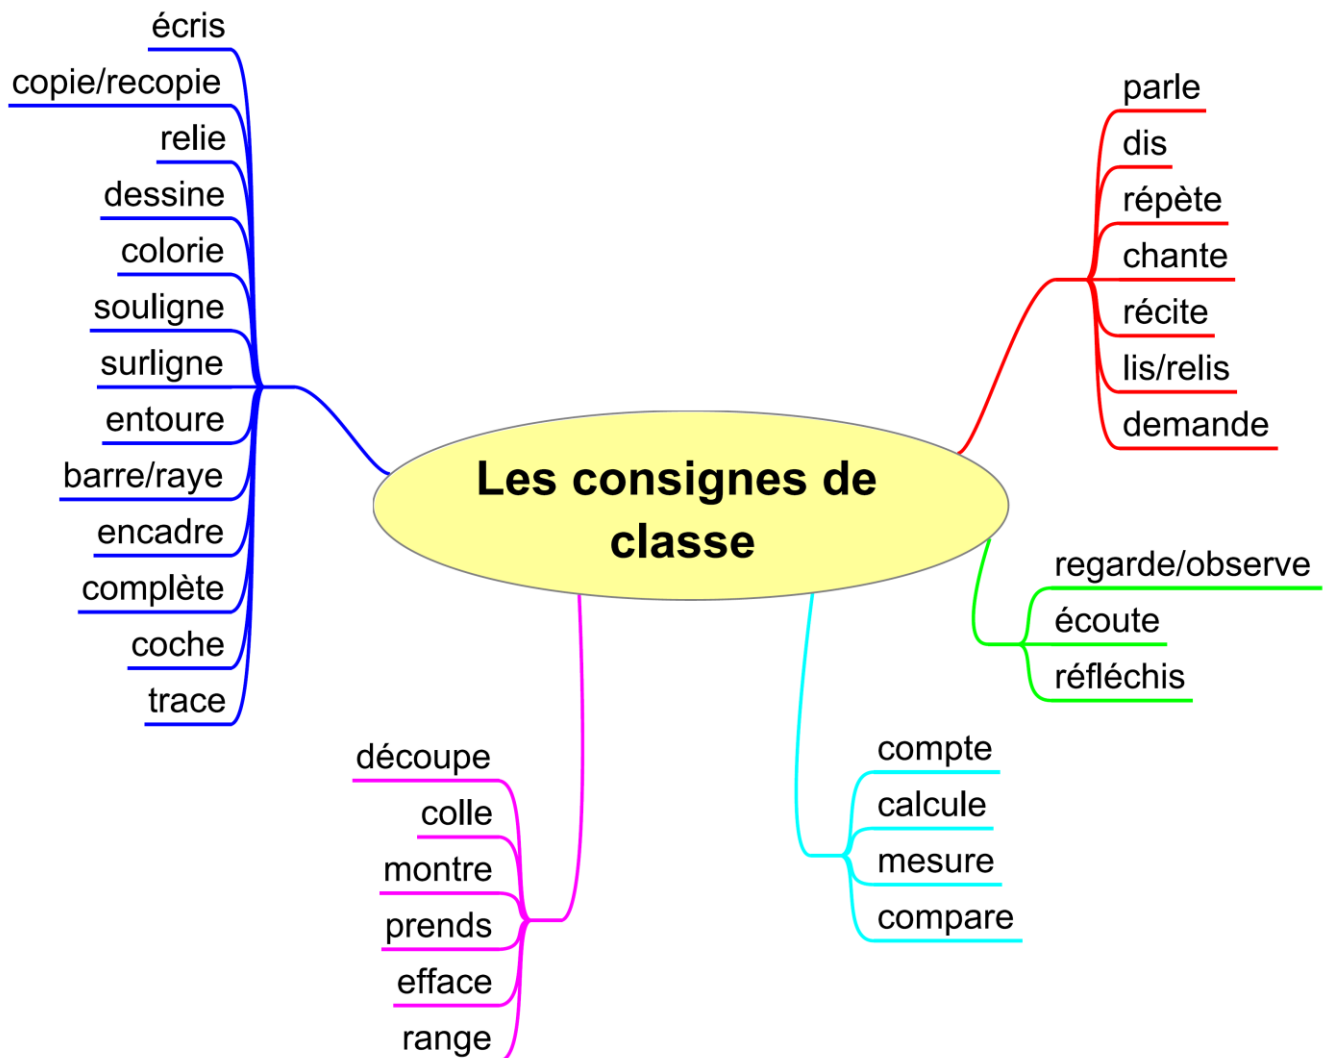 Les consignes de
classe
écris
copie/recopie
relie
dessine
colorie
souligne
surligne
entoure
barre/raye
encadre
complète
coche
trace
parle
dis
répète
chante
récite
lis/relis
demande
regarde/observe
écoute
réfléchis
découpe
colle
montre
prends
efface
range
compte
calcule
mesure
compare